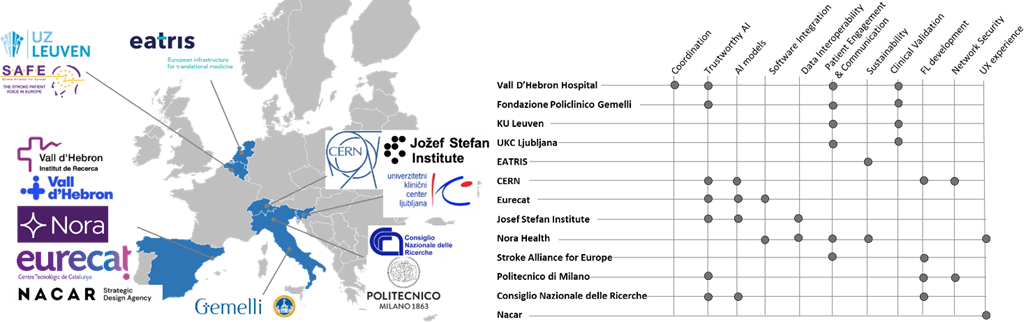 UZ
LEUVEN
SAFE
Stroke Alliance for Europe
THE STROKE PATIENT
VOICE IN EUROPE
eatris
European infrastructure
for translational medicine
Vall d'Hebron
Institut de Recerca
Vall
d'Hebron
Nora
eurecat
Centre Tecnològic de Catalunya
NACAR
Strategic
Design Agency
CERN
Jožef Stefan
Institute
univerzitetni
klinični
center
ljubljana
Consiglio
Nazionale delle
Ricerche
POLITECNICO
MILANO 1863
Gemelli
Coordination
Trustworthy AI
AI models
Software Integration
Data Interoperability
Patient Engagement
& Communication
Sustainability
Clinical Validation
FL development
Network Security
UX experience
Vall D'Hebron Hospital
Fondazione Policlinico Gemelli
KU Leuven
UKC Ljubljana
EATRIS
CERN
Eurecat
Josef Stefan Institute
Nora Health
Stroke Alliance for Europe
Politecnico di Milano
Consiglio Nazionale delle Ricerche
Nacar